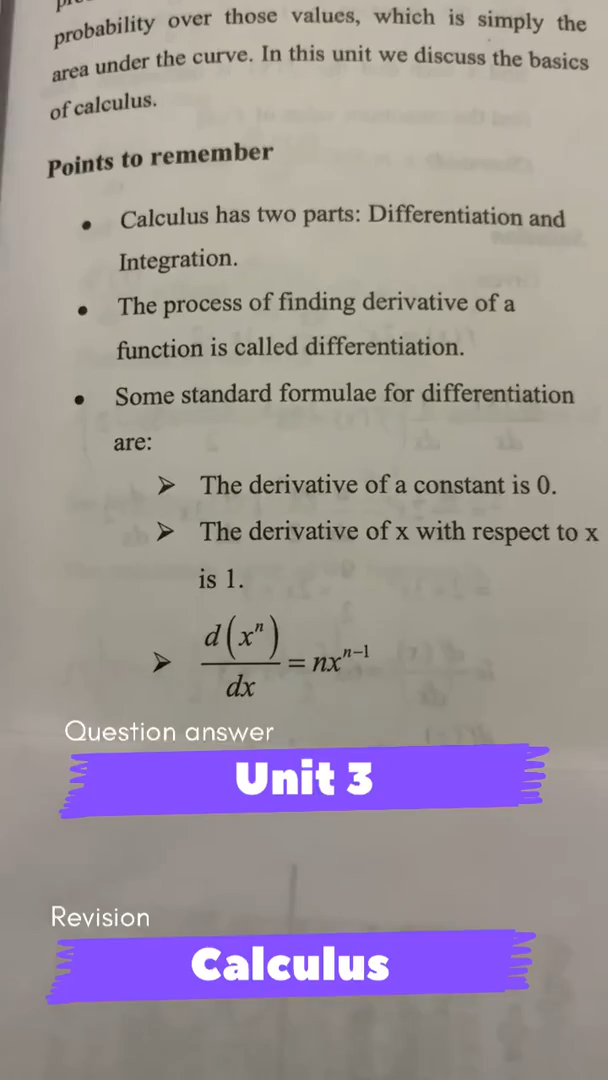 probability over those values, which is simply the
area under the curve. In this unit we discuss the basics
of calculus.
Points to remember
• Calculus has two parts: Differentiation and
Integration.
• The process of finding derivative of a
function is called differentiation.
• Some standard formulae for differentiation
are:
➤ The derivative of a constant is 0.
➤ The derivative of x with respect to x
is 1.
➤ d(xⁿ)/dx = nxⁿ⁻¹
Question answer
Unit 3
Revision
Calculus